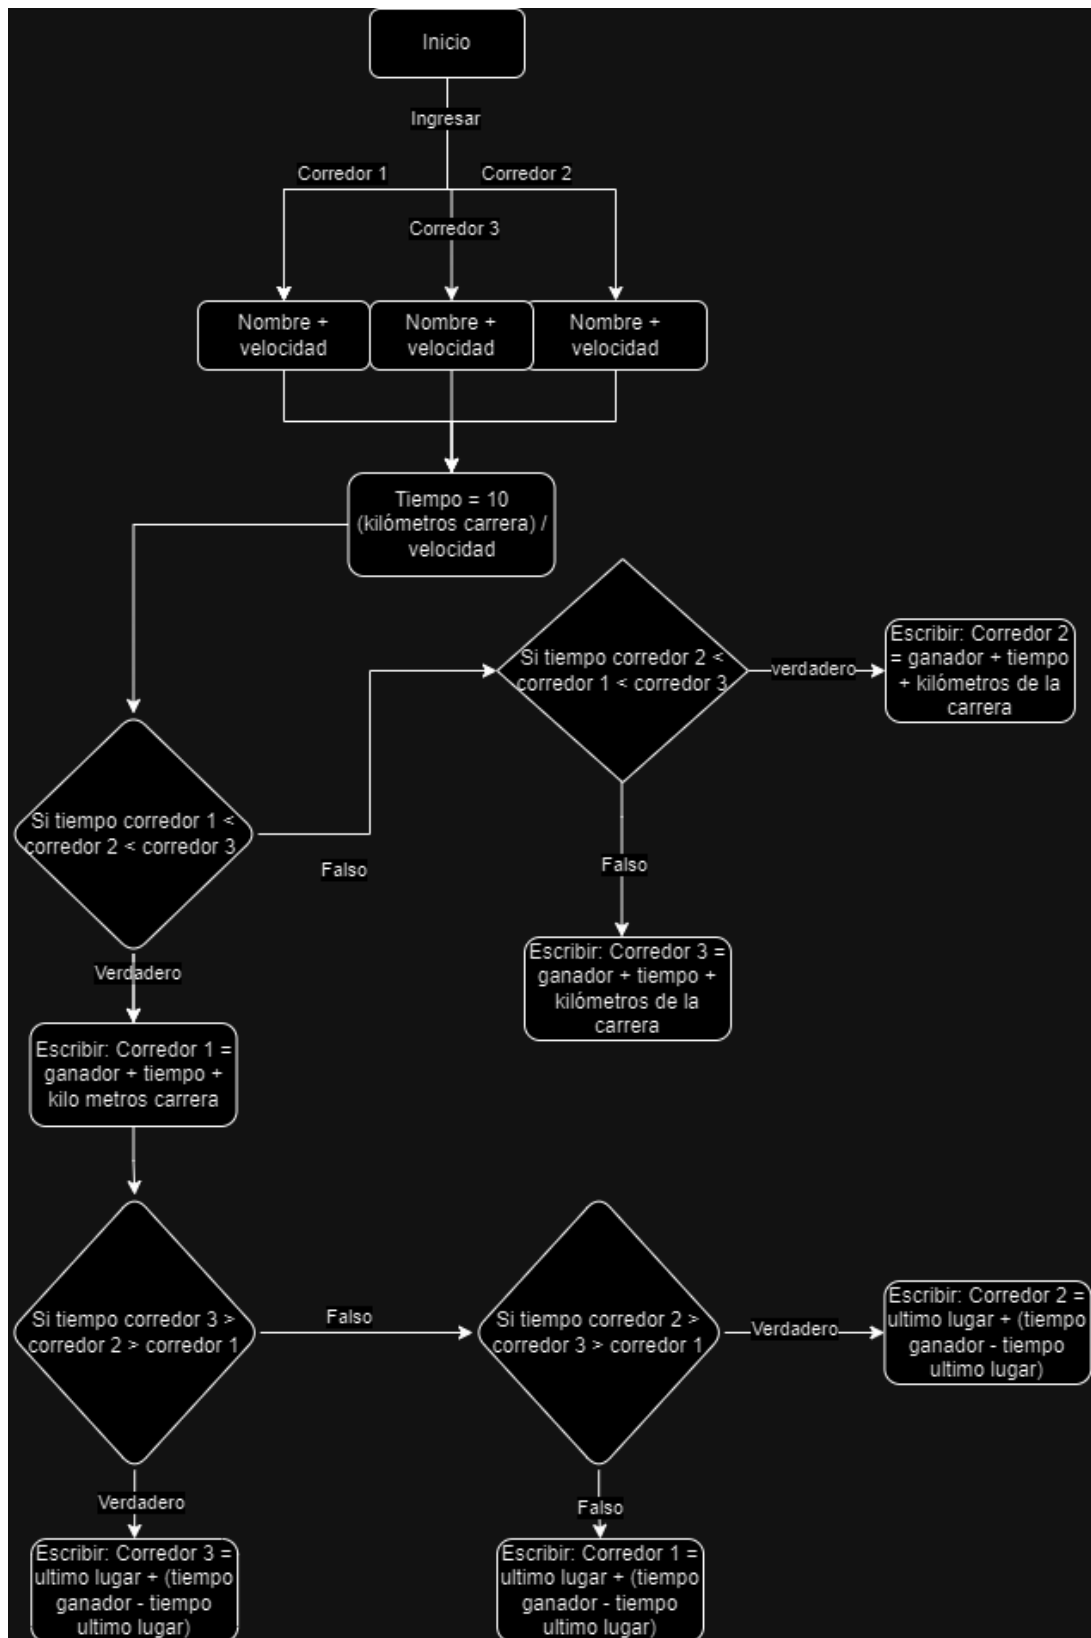 Inicio
Ingresar
Corredor 1
Corredor 2
Corredor 3
Nombre +
velocidad
Nombre +
velocidad
Nombre +
velocidad
Tiempo = 10
(kilómetros carrera) /
velocidad
Si tiempo corredor 2 <
corredor 1 < corredor 3
verdadero
Escribir: Corredor 2
= ganador + tiempo
+ kilómetros de la
carrera
Si tiempo corredor 1 <
corredor 2 < corredor 3
Falso
Falso
Escribir: Corredor 3 =
ganador + tiempo +
kilómetros de la
carrera
Verdadero
Escribir: Corredor 1 =
ganador + tiempo +
kilo metros carrera
Si tiempo corredor 3 >
corredor 2 > corredor 1
Falso
Si tiempo corredor 2 >
corredor 3 > corredor 1
Verdadero
Escribir: Corredor 2 =
ultimo lugar + (tiempo
ganador - tiempo
ultimo lugar)
Verdadero
Escribir: Corredor 3 =
ultimo lugar + (tiempo
ganador - tiempo
ultimo lugar)
Falso
Escribir: Corredor 1 =
ultimo lugar + (tiempo
ganador - tiempo
ultimo lugar)